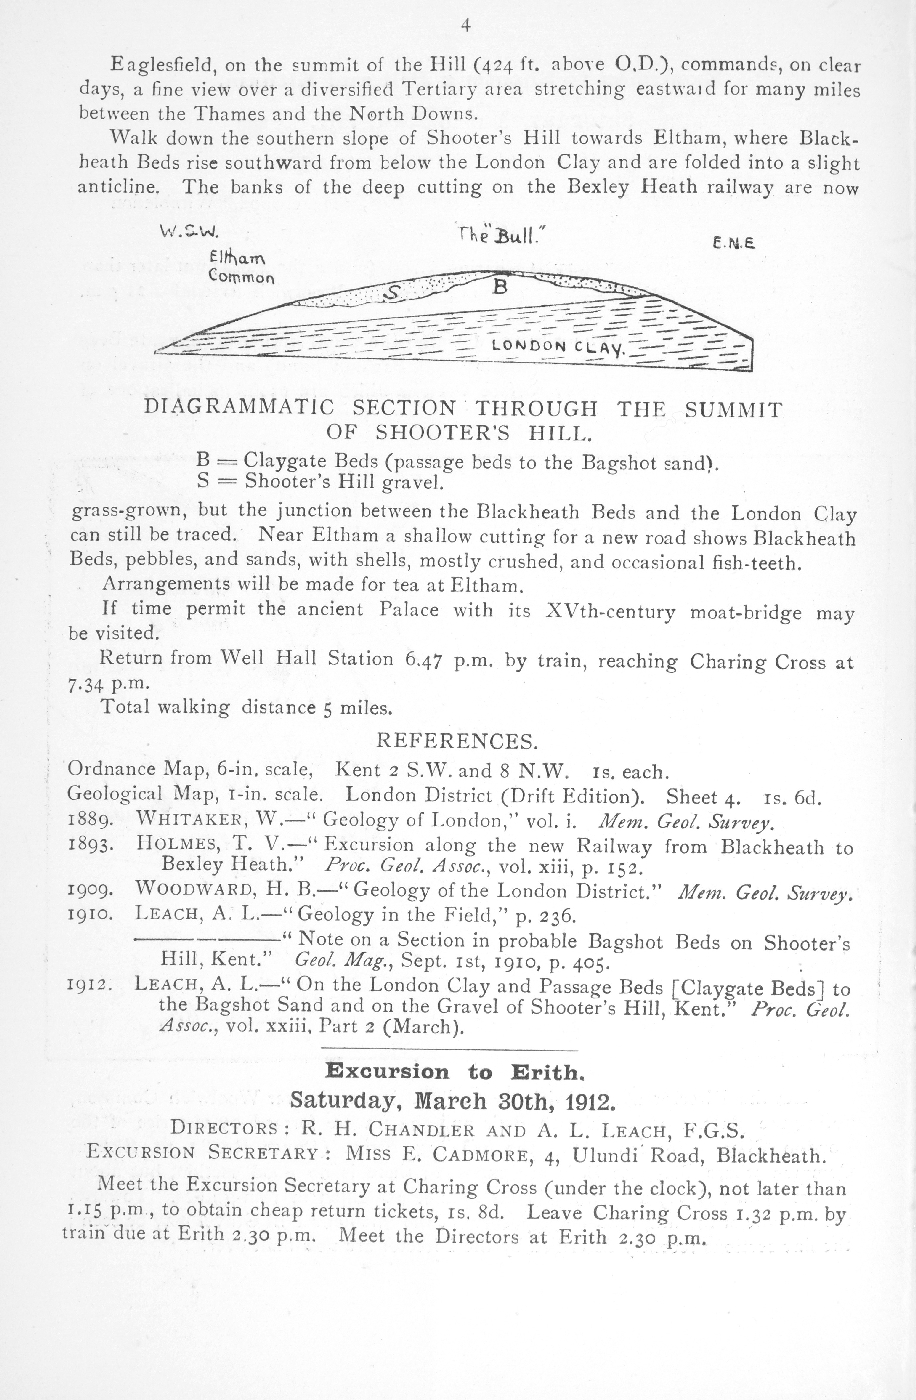 4
Eaglesfield, on the summit of the Hill (424 ft. above O.D.), commands, on clear
days, a fine view over a diversified Tertiary area stretching eastward for many miles
between the Thames and the North Downs.
Walk down the southern slope of Shooter's Hill towards Eltham, where Black-
heath Beds rise southward from below the London Clay and are folded into a slight
anticline. The banks of the deep cutting on the Bexley Heath railway are now
W.S.W.
The "Bull."
E.N.E
Eltham
Common
S
B
LONDON CLAY.
DIAGRAMMATIC SECTION THROUGH THE SUMMIT
OF SHOOTER'S HILL.
B = Claygate Beds (passage beds to the Bagshot sand).
S = Shooter's Hill gravel.
grass-grown, but the junction between the Blackheath Beds and the London Clay
can still be traced. Near Eltham a shallow cutting for a new road shows Blackheath
Beds, pebbles, and sands, with shells, mostly crushed, and occasional fish-teeth.
Arrangements will be made for tea at Eltham.
If time permit the ancient Palace with its XVth-century moat-bridge may
be visited.
Return from Well Hall Station 6.47 p.m. by train, reaching Charing Cross at
7.34 p.m.
Total walking distance 5 miles.
REFERENCES.
Ordnance Map, 6-in. scale, Kent 2 S.W. and 8 N.W. 1s. each.
Geological Map, 1-in. scale. London District (Drift Edition). Sheet 4. 1s. 6d.
1889. WHITAKER, W.—“ Geology of London,” vol. i. Mem. Geol. Survey.
1893. HOLMES, T. V.—“ Excursion along the new Railway from Blackheath to
Bexley Heath.” Proc. Geol. Assoc., vol. xiii, p. 152.
1909. WOODWARD, H. B.—“ Geology of the London District.” Mem. Geol. Survey.
1910. LEACH, A. L.—“ Geology in the Field,” p. 236.
————“ Note on a Section in probable Bagshot Beds on Shooter's
Hill, Kent.” Geol. Mag., Sept. 1st, 1910, p. 405.
1912. LEACH, A. L.—“ On the London Clay and Passage Beds [Claygate Beds] to
the Bagshot Sand and on the Gravel of Shooter's Hill, Kent.” Proc. Geol.
Assoc., vol. xxiii, Part 2 (March).
Excursion to Erith.
Saturday, March 30th, 1912.
DIRECTORS : R. H. CHANDLER AND A. L. LEACH, F.G.S.
EXCURSION SECRETARY : MISS E. CADMORE, 4, Ulundi Road, Blackheath.
Meet the Excursion Secretary at Charing Cross (under the clock), not later than
1.15 p.m., to obtain cheap return tickets, 1s. 8d. Leave Charing Cross 1.32 p.m. by
train due at Erith 2.30 p.m. Meet the Directors at Erith 2.30 p.m.